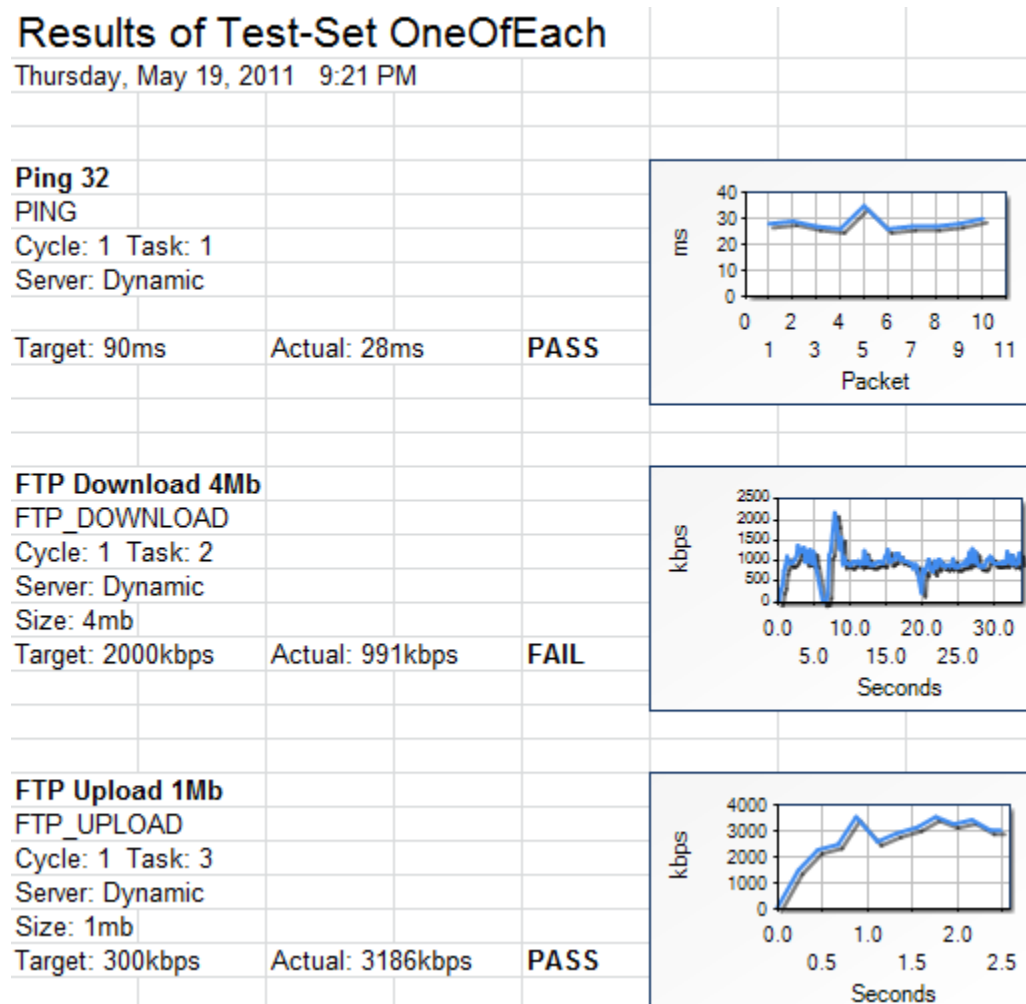 Results of Test-Set OneOfEach
Thursday, May 19, 2011   9:21 PM
Ping 32
PING
Cycle: 1  Task: 1
Server: Dynamic
Target: 90ms Actual: 28ms PASS
40
30
20
10
0
ms
0 2 4 6 8 10
1 3 5 7 9 11
Packet
FTP Download 4Mb
FTP_DOWNLOAD
Cycle: 1  Task: 2
Server: Dynamic
Size: 4mb
Target: 2000kbps Actual: 991kbps FAIL
2500
2000
1500
1000
500
0
kbps
0.0 10.0 20.0 30.0
5.0 15.0 25.0
Seconds
FTP Upload 1Mb
FTP_UPLOAD
Cycle: 1  Task: 3
Server: Dynamic
Size: 1mb
Target: 300kbps Actual: 3186kbps PASS
4000
3000
2000
1000
0
kbps
0.0 1.0 2.0
0.5 1.5 2.5
Seconds